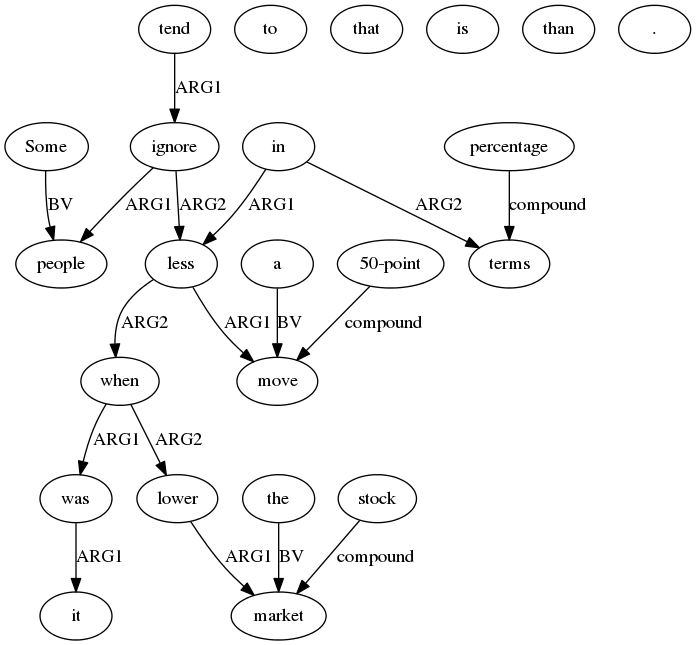 tend to that is than .
ARG1
Some ignore in percentage
BV ARG1 ARG2 ARG1 ARG2 compound
people less a 50-point terms
ARG2 ARG1 BV compound
when move
ARG1 ARG2
was lower the stock
ARG1 ARG1 BV compound
it market